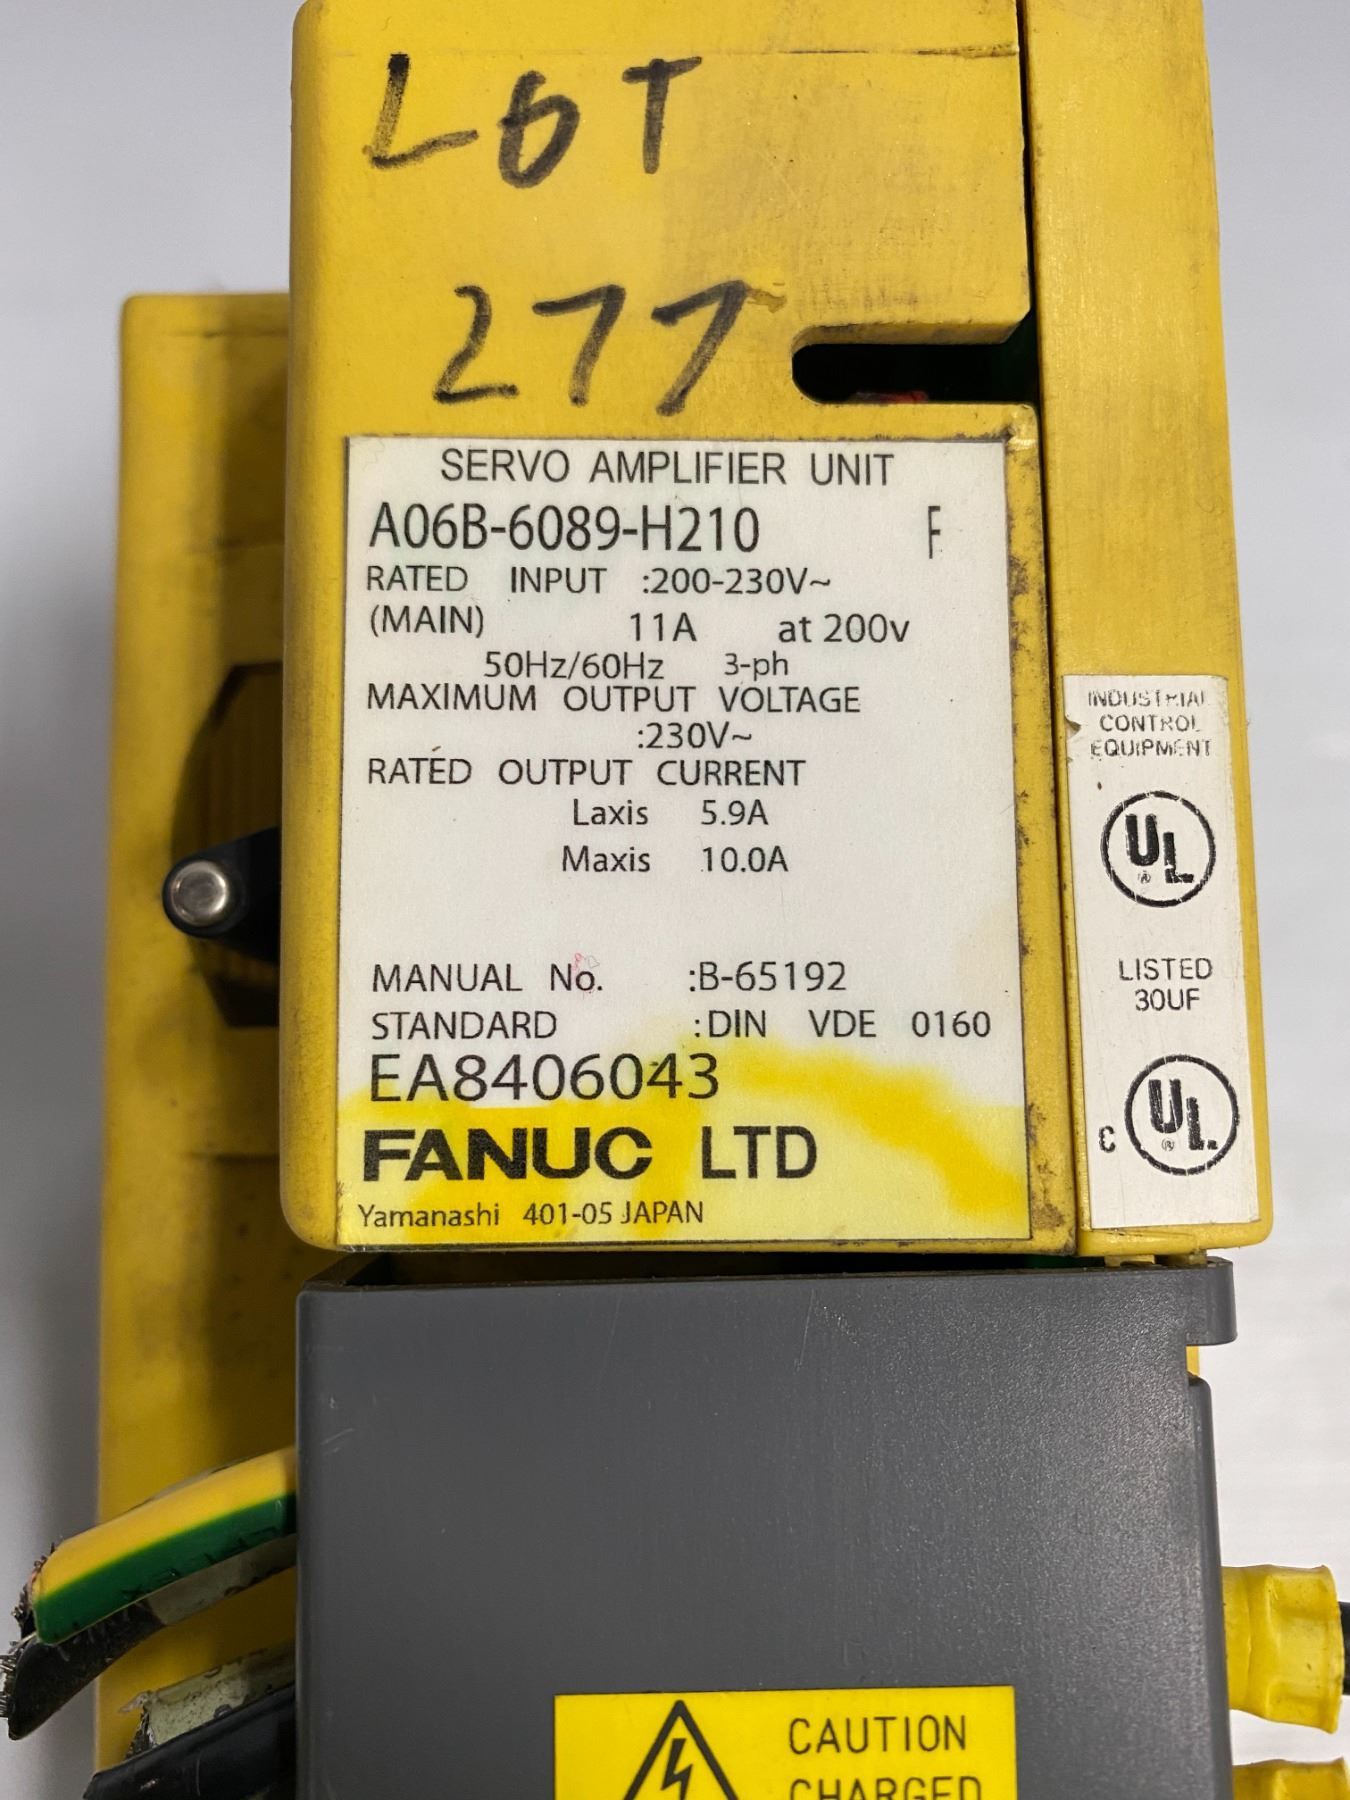 LOT
277
SERVO AMPLIFIER UNIT
A06B-6089-H210 F
RATED INPUT :200-230V~
(MAIN) 11A at 200v
50Hz/60Hz 3-ph
MAXIMUM OUTPUT VOLTAGE
:230V~
RATED OUTPUT CURRENT
Laxis 5.9A
Maxis 10.0A
MANUAL No. :B-65192
STANDARD :DIN VDE 0160
EA8406043
FANUC LTD
Yamanashi 401-05 JAPAN
INDUSTRIAL
CONTROL
EQUIPMENT
UL
®
LISTED
30UF
C UL
®
CAUTION
CHARGED